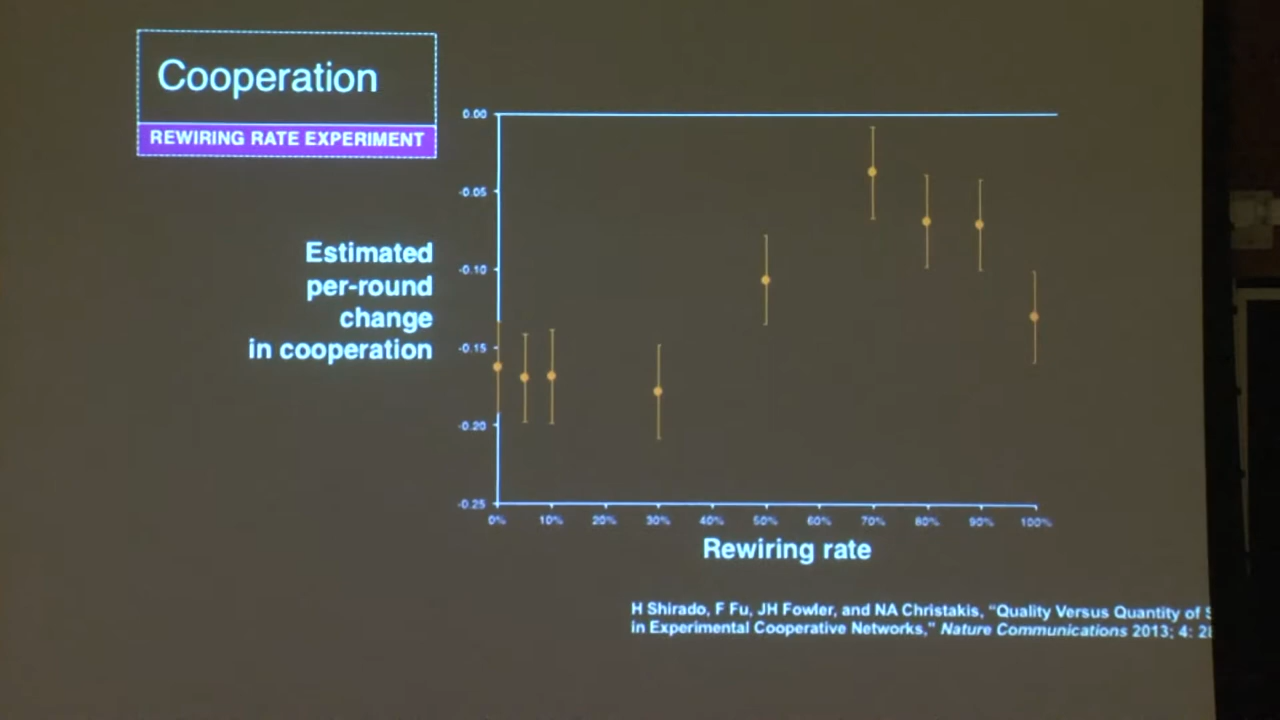 Cooperation
REWIRING RATE EXPERIMENT
Estimated
per-round
change
in cooperation
0.00
-0.05
-0.10
-0.15
-0.20
-0.25
0% 10% 20% 30% 40% 50% 60% 70% 80% 90% 100%
Rewiring rate
H Shirado, F Fu, JH Fowler, and NA Christakis, “Quality Versus Quantity of
in Experimental Cooperative Networks,” Nature Communications 2013; 4: